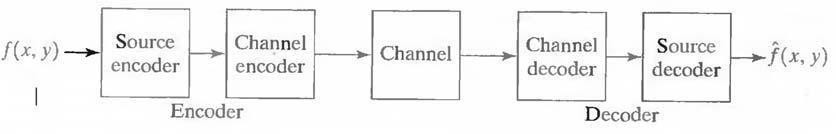 f(x, y)
Source
encoder
Channel
encoder
Channel
Channel
decoder
Source
decoder
f̂(x, y)
Encoder
Decoder